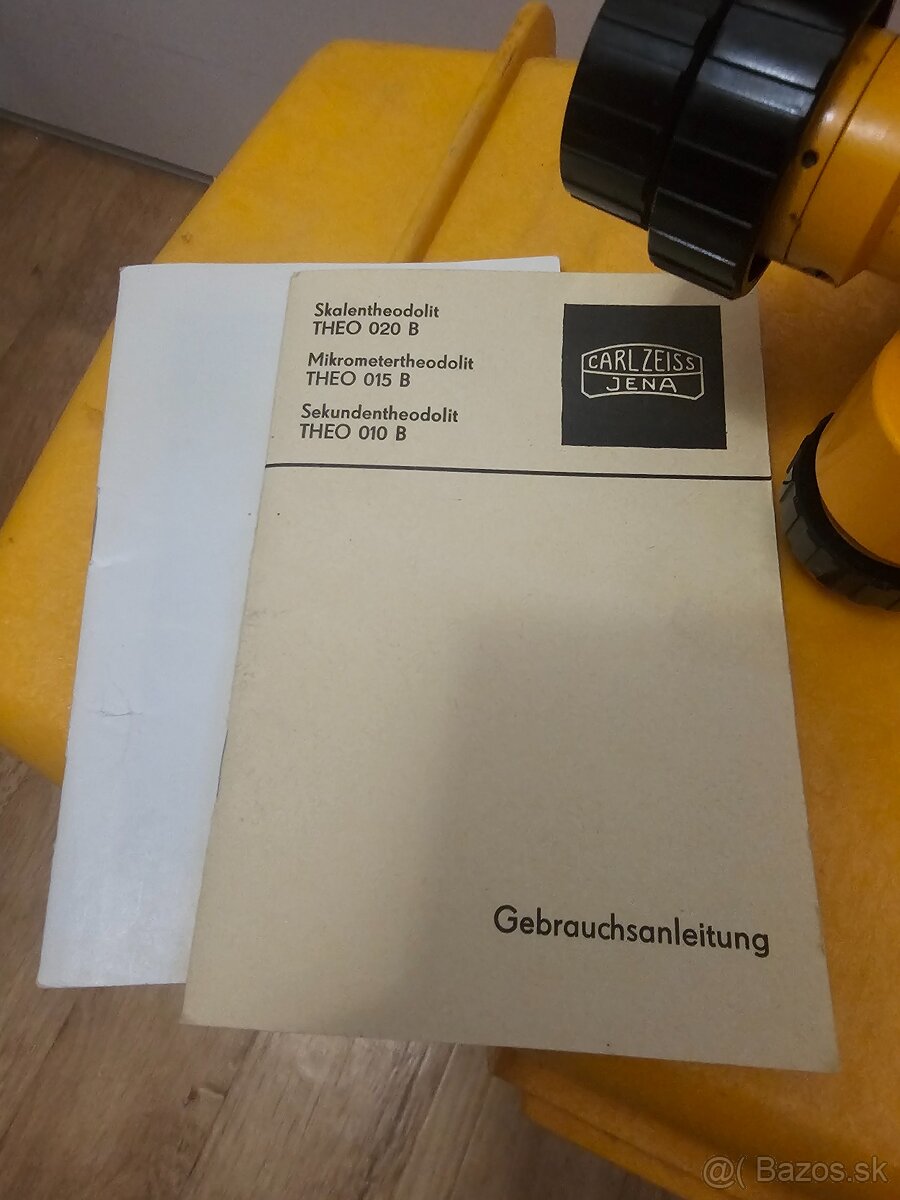 Skalentheodolit
THEO 020 B
Mikrometertheodolit
THEO 015 B
Sekundentheodolit
THEO 010 B
CARL ZEISS
JENA
Gebrauchsanleitung
@( Bazos.sk